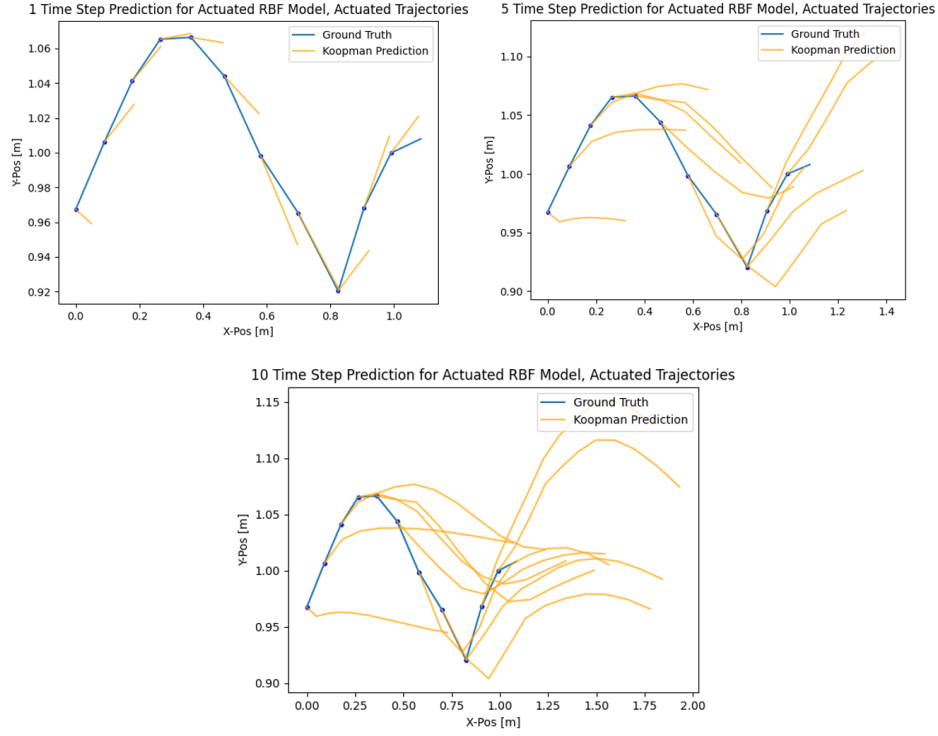 1 Time Step Prediction for Actuated RBF Model, Actuated Trajectories
Ground Truth
Koopman Prediction
1.06
1.04
1.02
1.00
0.98
0.96
0.94
0.92
Y-Pos [m]
0.0 0.2 0.4 0.6 0.8 1.0
X-Pos [m]
5 Time Step Prediction for Actuated RBF Model, Actuated Trajectories
Ground Truth
Koopman Prediction
1.10
1.05
1.00
0.95
0.90
Y-Pos [m]
0.0 0.2 0.4 0.6 0.8 1.0 1.2 1.4
X-Pos [m]
10 Time Step Prediction for Actuated RBF Model, Actuated Trajectories
Ground Truth
Koopman Prediction
1.15
1.10
1.05
1.00
0.95
0.90
Y-Pos [m]
0.00 0.25 0.50 0.75 1.00 1.25 1.50 1.75 2.00
X-Pos [m]